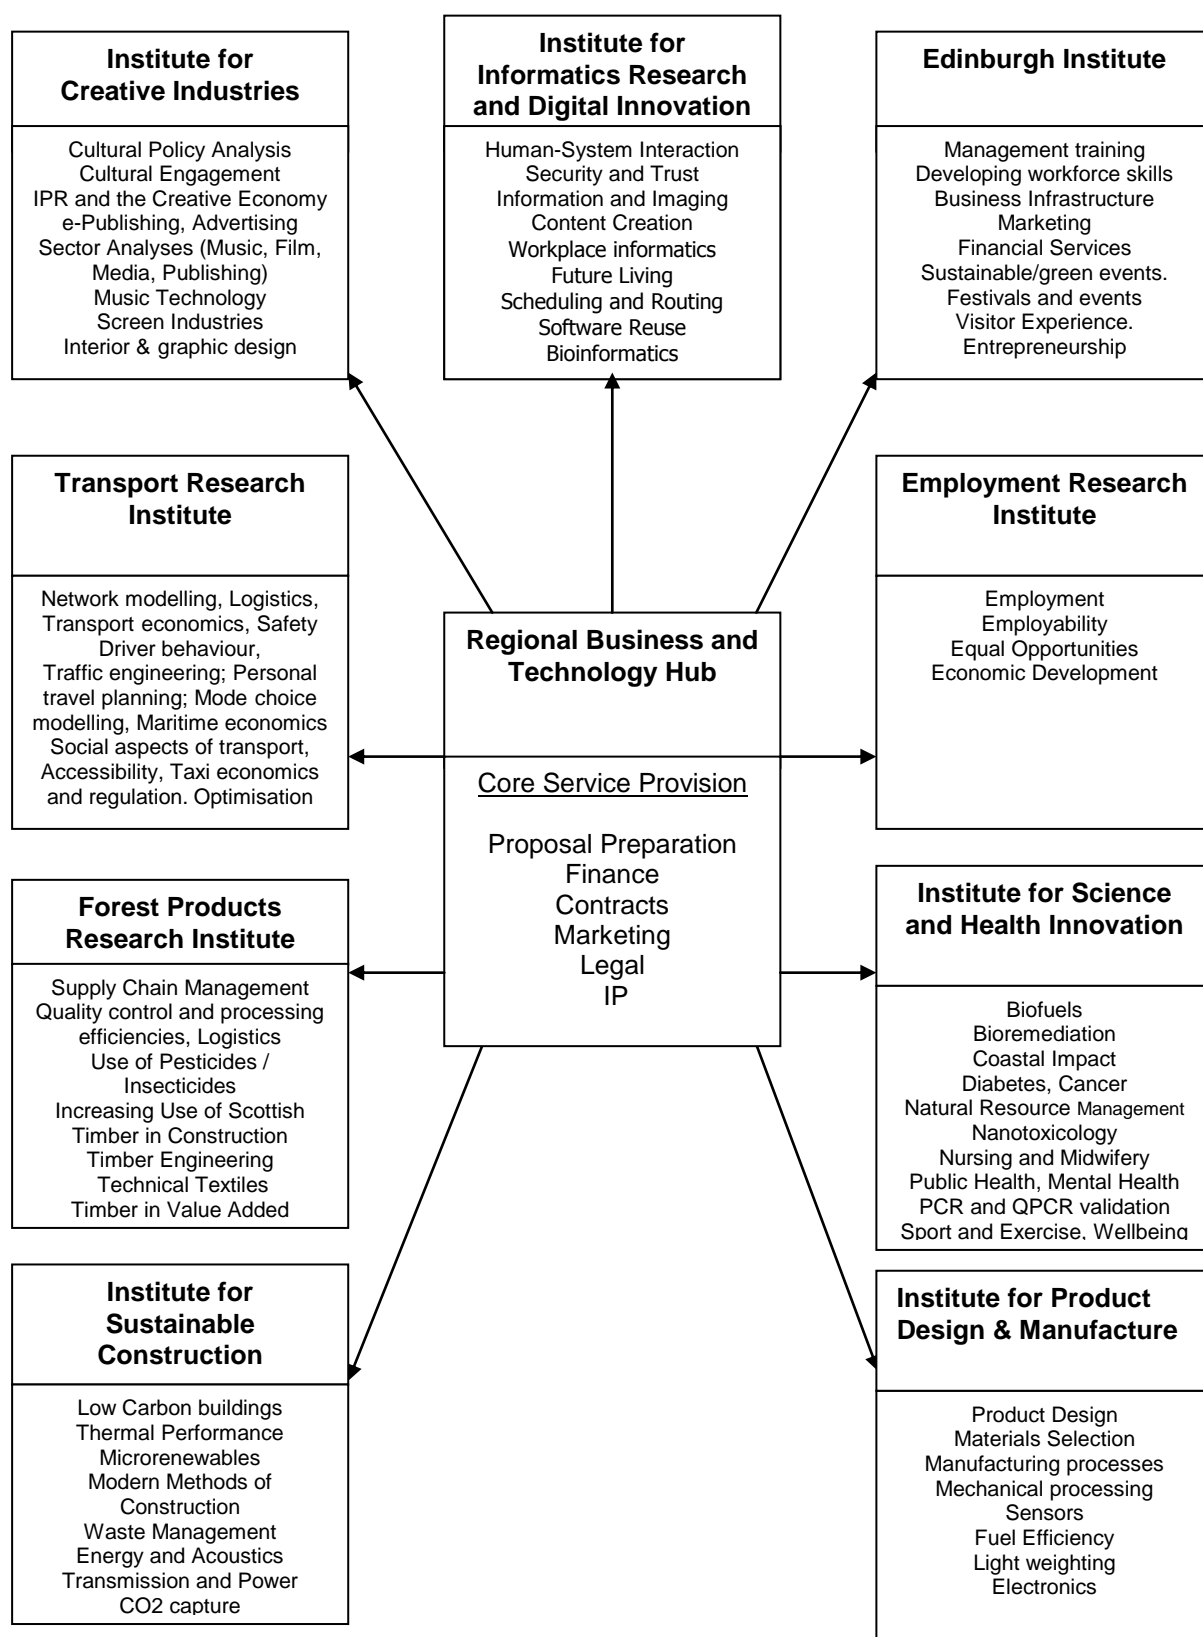 Institute for
Creative Industries
Cultural Policy Analysis
Cultural Engagement
IPR and the Creative Economy
e-Publishing, Advertising
Sector Analyses (Music, Film,
Media, Publishing)
Music Technology
Screen Industries
Interior & graphic design
Institute for
Informatics Research
and Digital Innovation
Human-System Interaction
Security and Trust
Information and Imaging
Content Creation
Workplace informatics
Future Living
Scheduling and Routing
Software Reuse
Bioinformatics
Edinburgh Institute
Management training
Developing workforce skills
Business Infrastructure
Marketing
Financial Services
Sustainable/green events.
Festivals and events
Visitor Experience.
Entrepreneurship
Transport Research
Institute
Network modelling, Logistics,
Transport economics, Safety
Driver behaviour,
Traffic engineering; Personal
travel planning; Mode choice
modelling, Maritime economics
Social aspects of transport,
Accessibility, Taxi economics
and regulation. Optimisation
Regional Business and
Technology Hub
Core Service Provision
Proposal Preparation
Finance
Contracts
Marketing
Legal
IP
Employment Research
Institute
Employment
Employability
Equal Opportunities
Economic Development
Forest Products
Research Institute
Supply Chain Management
Quality control and processing
efficiencies, Logistics
Use of Pesticides /
Insecticides
Increasing Use of Scottish
Timber in Construction
Timber Engineering
Technical Textiles
Timber in Value Added
Institute for Science
and Health Innovation
Biofuels
Bioremediation
Coastal Impact
Diabetes, Cancer
Natural Resource Management
Nanotoxicology
Nursing and Midwifery
Public Health, Mental Health
PCR and QPCR validation
Sport and Exercise, Wellbeing
Institute for
Sustainable
Construction
Low Carbon buildings
Thermal Performance
Microrenewables
Modern Methods of
Construction
Waste Management
Energy and Acoustics
Transmission and Power
CO2 capture
Institute for Product
Design & Manufacture
Product Design
Materials Selection
Manufacturing processes
Mechanical processing
Sensors
Fuel Efficiency
Light weighting
Electronics